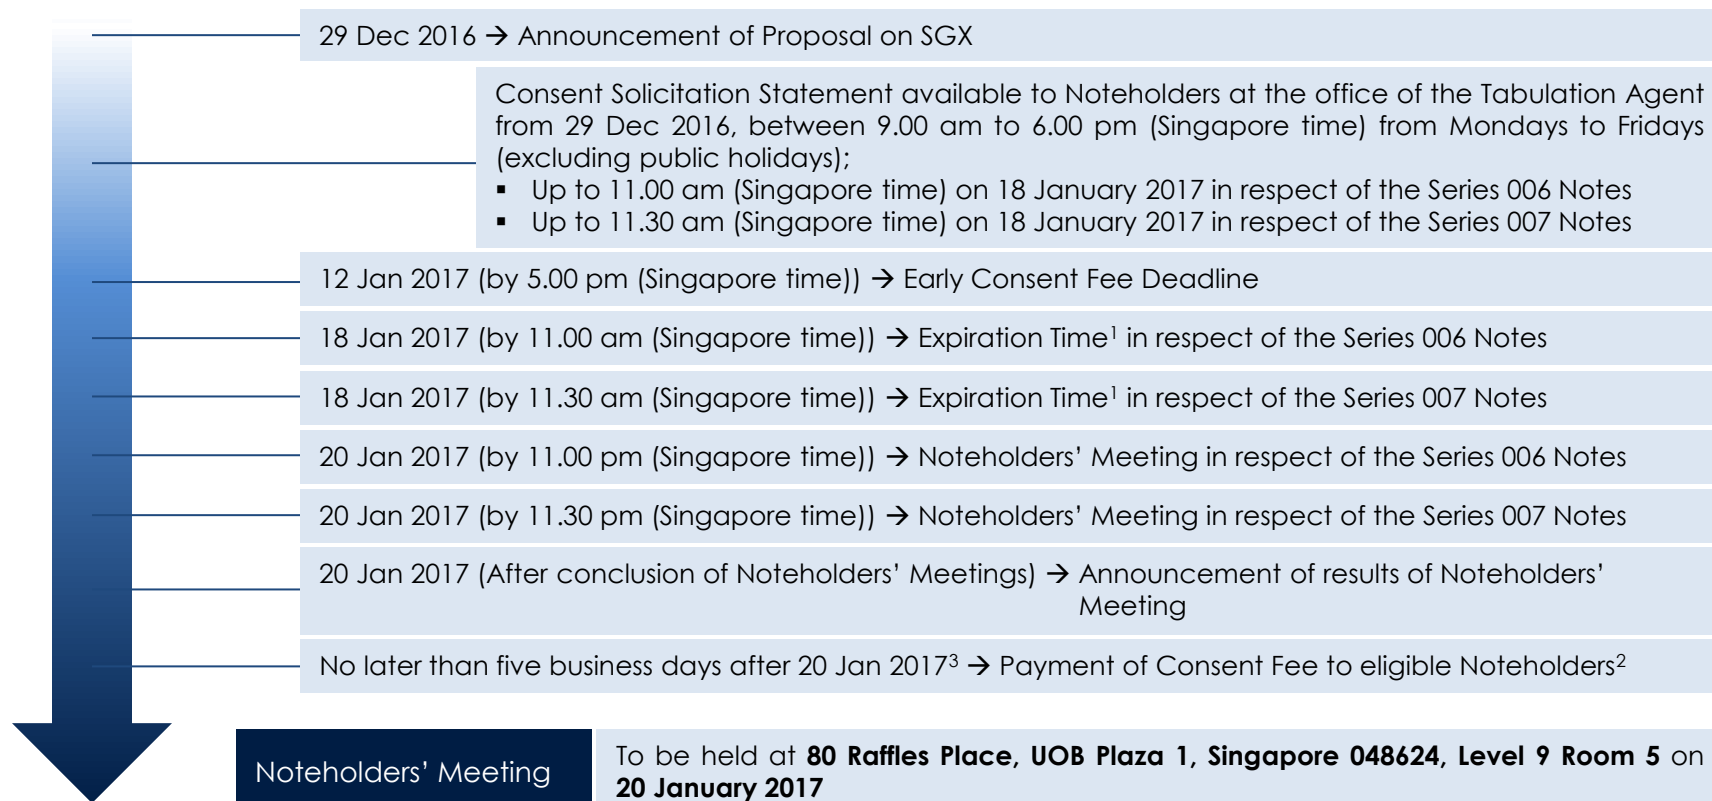 29 Dec 2016 → Announcement of Proposal on SGX
Consent Solicitation Statement available to Noteholders at the office of the Tabulation Agent
from 29 Dec 2016, between 9.00 am to 6.00 pm (Singapore time) from Mondays to Fridays
(excluding public holidays);
▪ Up to 11.00 am (Singapore time) on 18 January 2017 in respect of the Series 006 Notes
▪ Up to 11.30 am (Singapore time) on 18 January 2017 in respect of the Series 007 Notes
12 Jan 2017 (by 5.00 pm (Singapore time)) → Early Consent Fee Deadline
18 Jan 2017 (by 11.00 am (Singapore time)) → Expiration Time¹ in respect of the Series 006 Notes
18 Jan 2017 (by 11.30 am (Singapore time)) → Expiration Time¹ in respect of the Series 007 Notes
20 Jan 2017 (by 11.00 pm (Singapore time)) → Noteholders’ Meeting in respect of the Series 006 Notes
20 Jan 2017 (by 11.30 pm (Singapore time)) → Noteholders’ Meeting in respect of the Series 007 Notes
20 Jan 2017 (After conclusion of Noteholders’ Meetings) → Announcement of results of Noteholders’
Meeting
No later than five business days after 20 Jan 2017³ → Payment of Consent Fee to eligible Noteholders²
Noteholders’ Meeting
To be held at 80 Raffles Place, UOB Plaza 1, Singapore 048624, Level 9 Room 5 on
20 January 2017